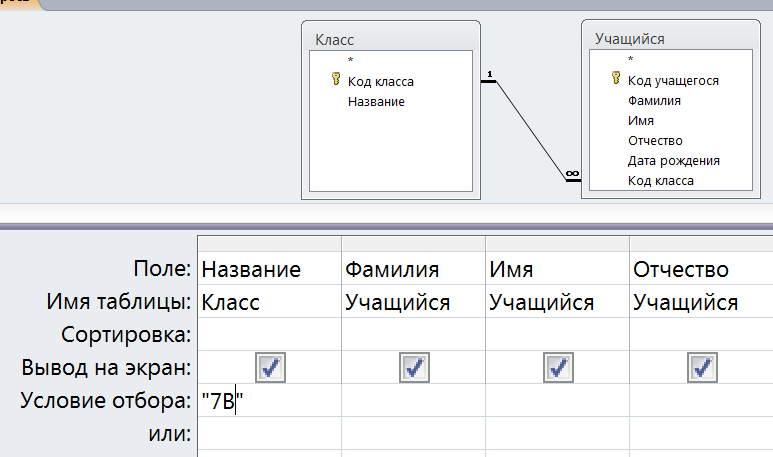 Класс
*
Код класса
Название
1
∞
Учащийся
*
Код учащегося
Фамилия
Имя
Отчество
Дата рождения
Код класса
Поле: Название Фамилия Имя Отчество
Имя таблицы: Класс Учащийся Учащийся Учащийся
Сортировка:
Вывод на экран:
Условие отбора: "7В"
или: